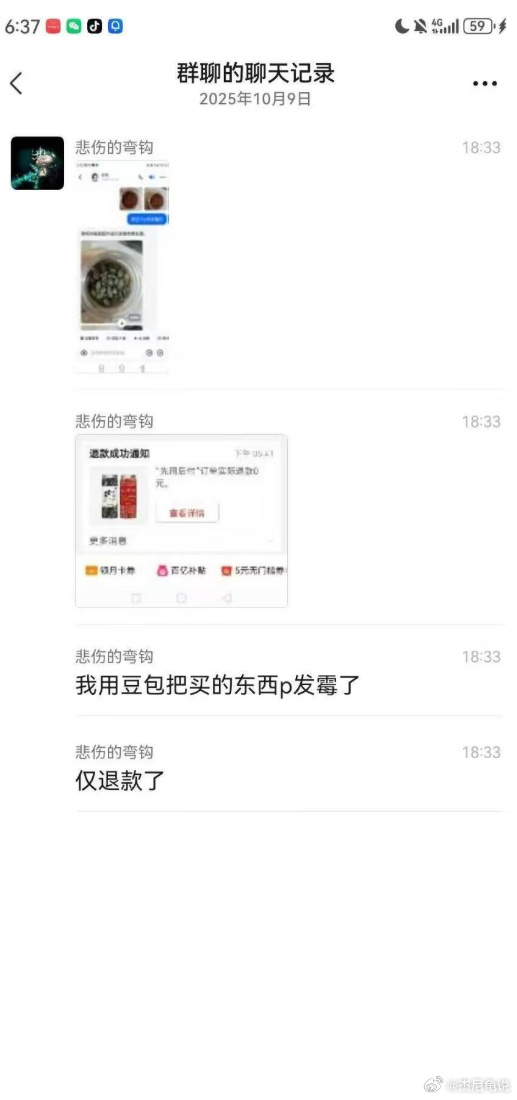 6:37
4G
59
群聊的聊天记录
2025年10月9日
悲伤的弯钩
18:33
悲伤的弯钩
18:33
退款成功通知
下午 05:41
"先用后付"订单实际退款0
元。
查看详情
更多消息
领月卡券
百亿补贴
5元无门槛券
悲伤的弯钩
18:33
我用豆包把买的东西p发霉了
悲伤的弯钩
18:33
仅退款了